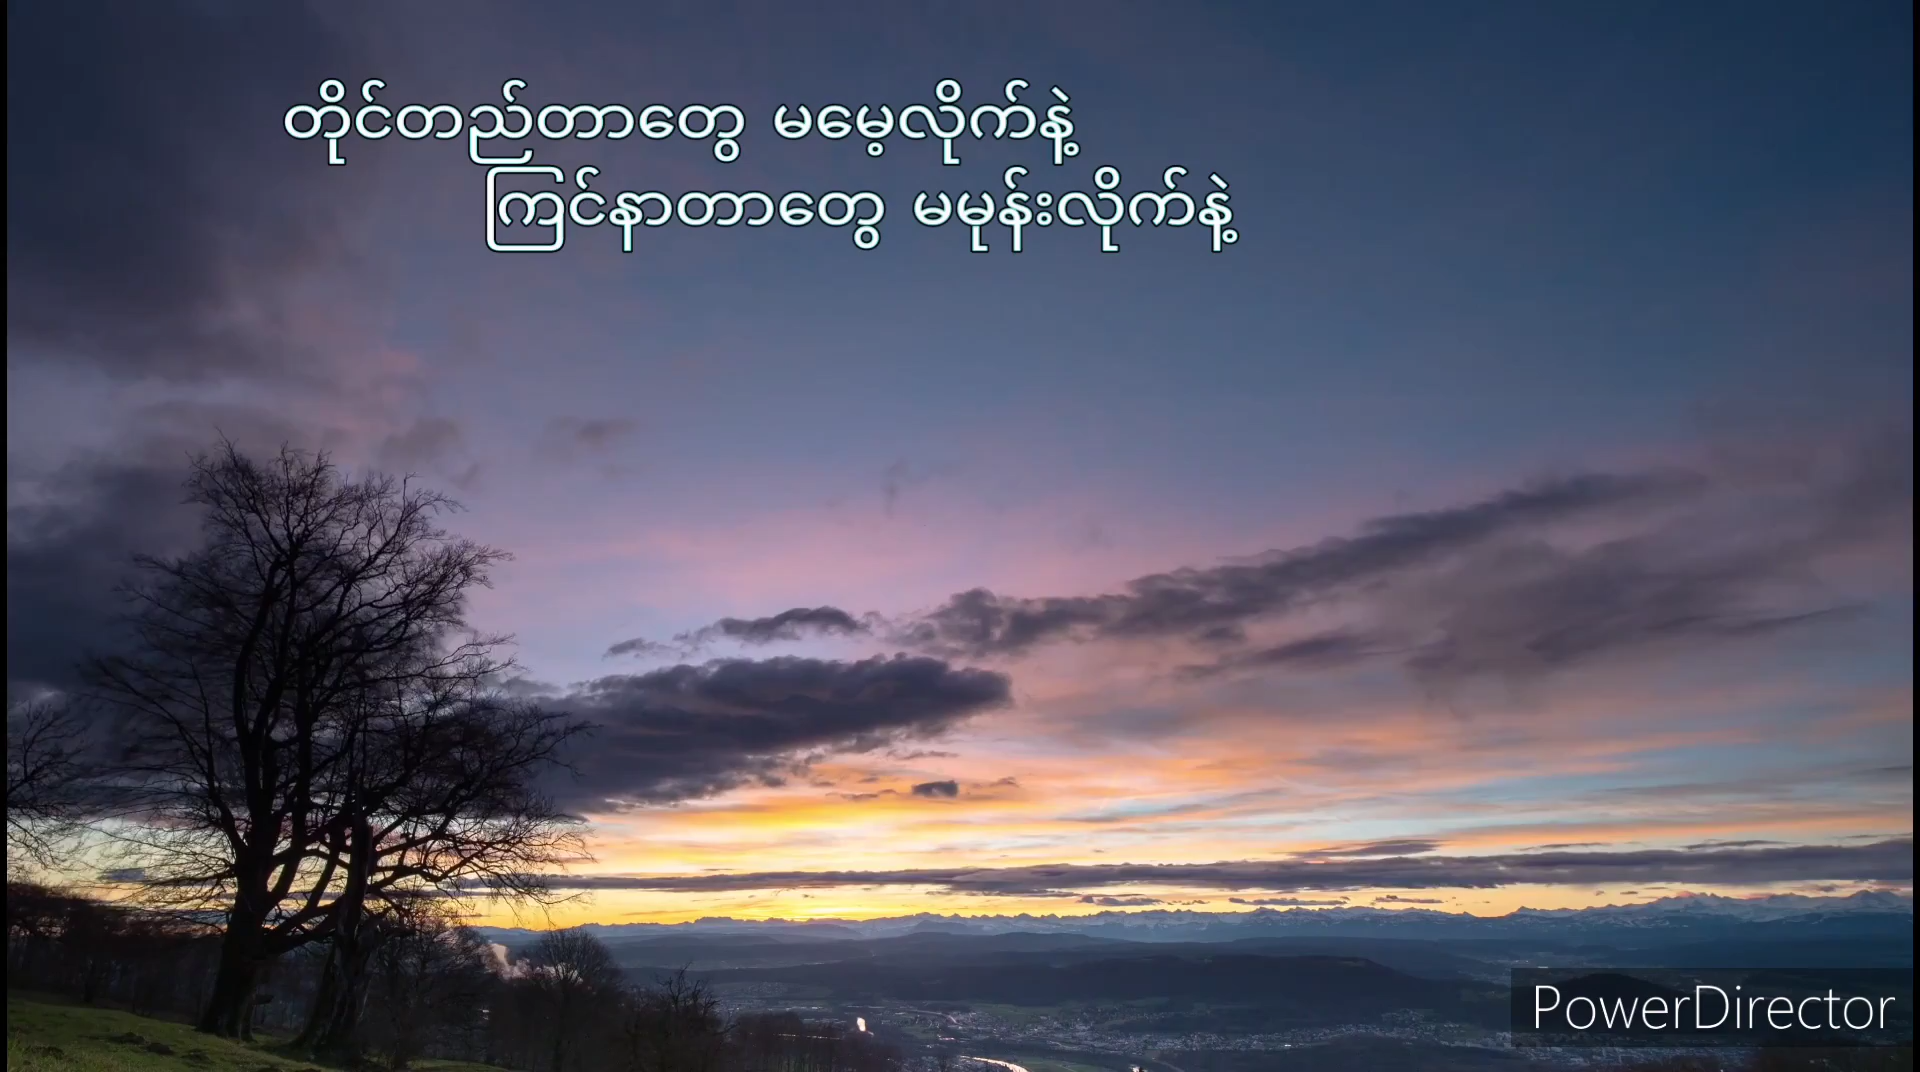 တိုင်တည်တာတွေ မမေ့လိုက်နဲ့
ကြင်နာတာတွေ မမုန်းလိုက်နဲ့
PowerDirector